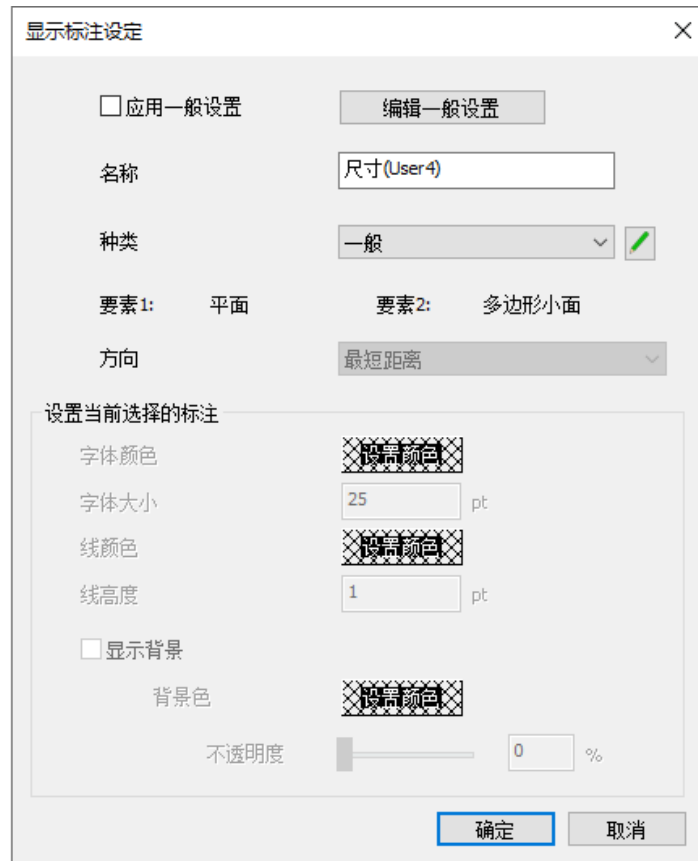 显示标注设定
应用一般设置 编辑一般设置
名称 尺寸(User4)
种类 一般
要素1: 平面 要素2: 多边形小面
方向 最短距离
设置当前选择的标注
字体颜色 设置颜色
字体大小 25 pt
线颜色 设置颜色
线高度 1 pt
显示背景
背景色 设置颜色
不透明度 0 %
确定 取消